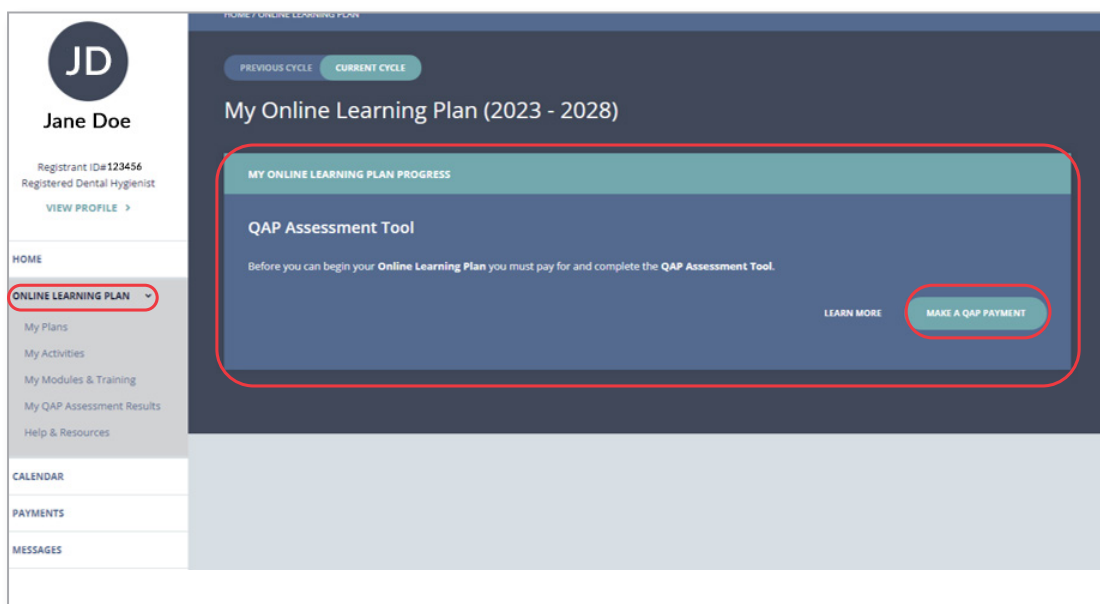 JD
Jane Doe
Registrant ID#123456
Registered Dental Hygienist
VIEW PROFILE >
HOME
ONLINE LEARNING PLAN
My Plans
My Activities
My Modules & Training
My QAP Assessment Results
Help & Resources
CALENDAR
PAYMENTS
MESSAGES
HOME / ONLINE LEARNING PLAN
PREVIOUS CYCLE CURRENT CYCLE
My Online Learning Plan (2023 - 2028)
MY ONLINE LEARNING PLAN PROGRESS
QAP Assessment Tool
Before you can begin your Online Learning Plan you must pay for and complete the QAP Assessment Tool.
LEARN MORE MAKE A QAP PAYMENT